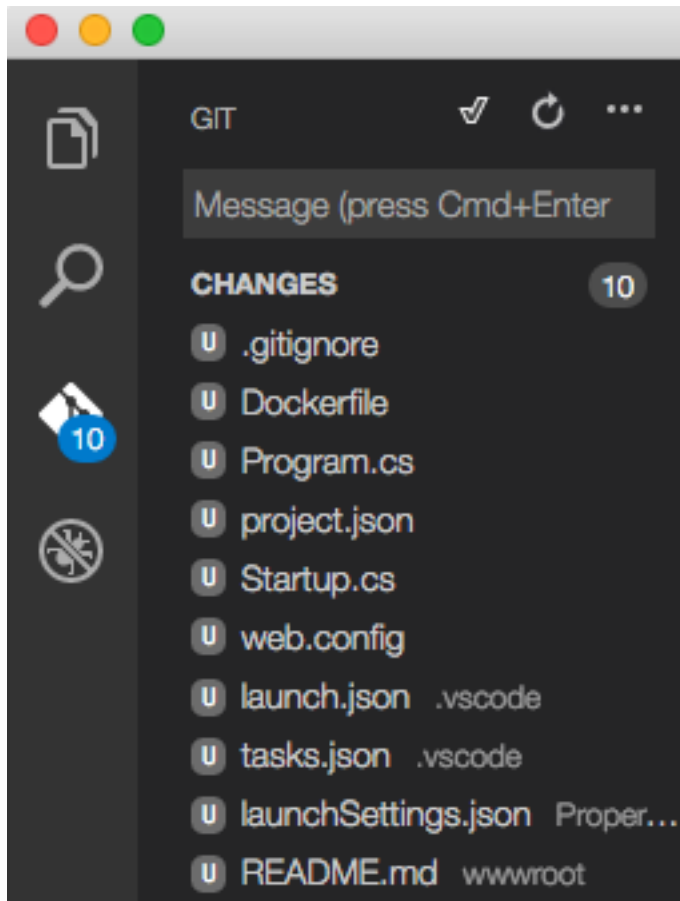 GIT
Message (press Cmd+Enter
CHANGES 10
U .gitignore
U Dockerfile
10
U Program.cs
U project.json
U Startup.cs
U web.config
U launch.json .vscode
U tasks.json .vscode
U launchSettings.json Proper...
U README.md wwwroot